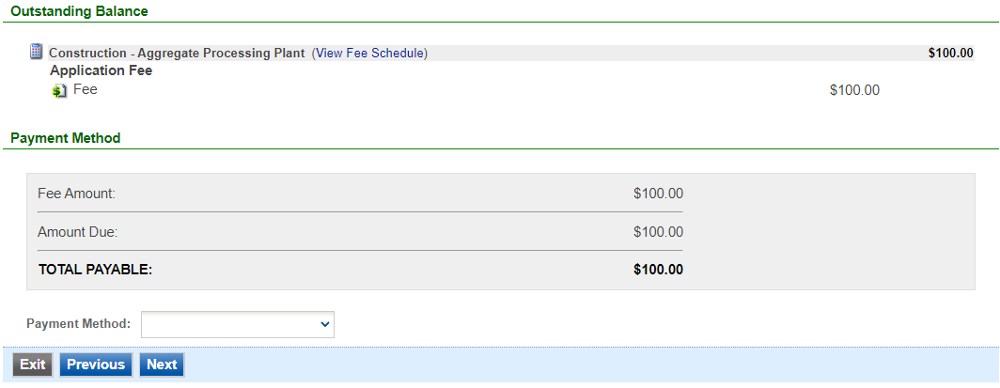 Outstanding Balance
Construction - Aggregate Processing Plant (View Fee Schedule) $100.00
Application Fee
Fee $100.00
Payment Method
Fee Amount: $100.00
Amount Due: $100.00
TOTAL PAYABLE: $100.00
Payment Method:
Exit Previous Next